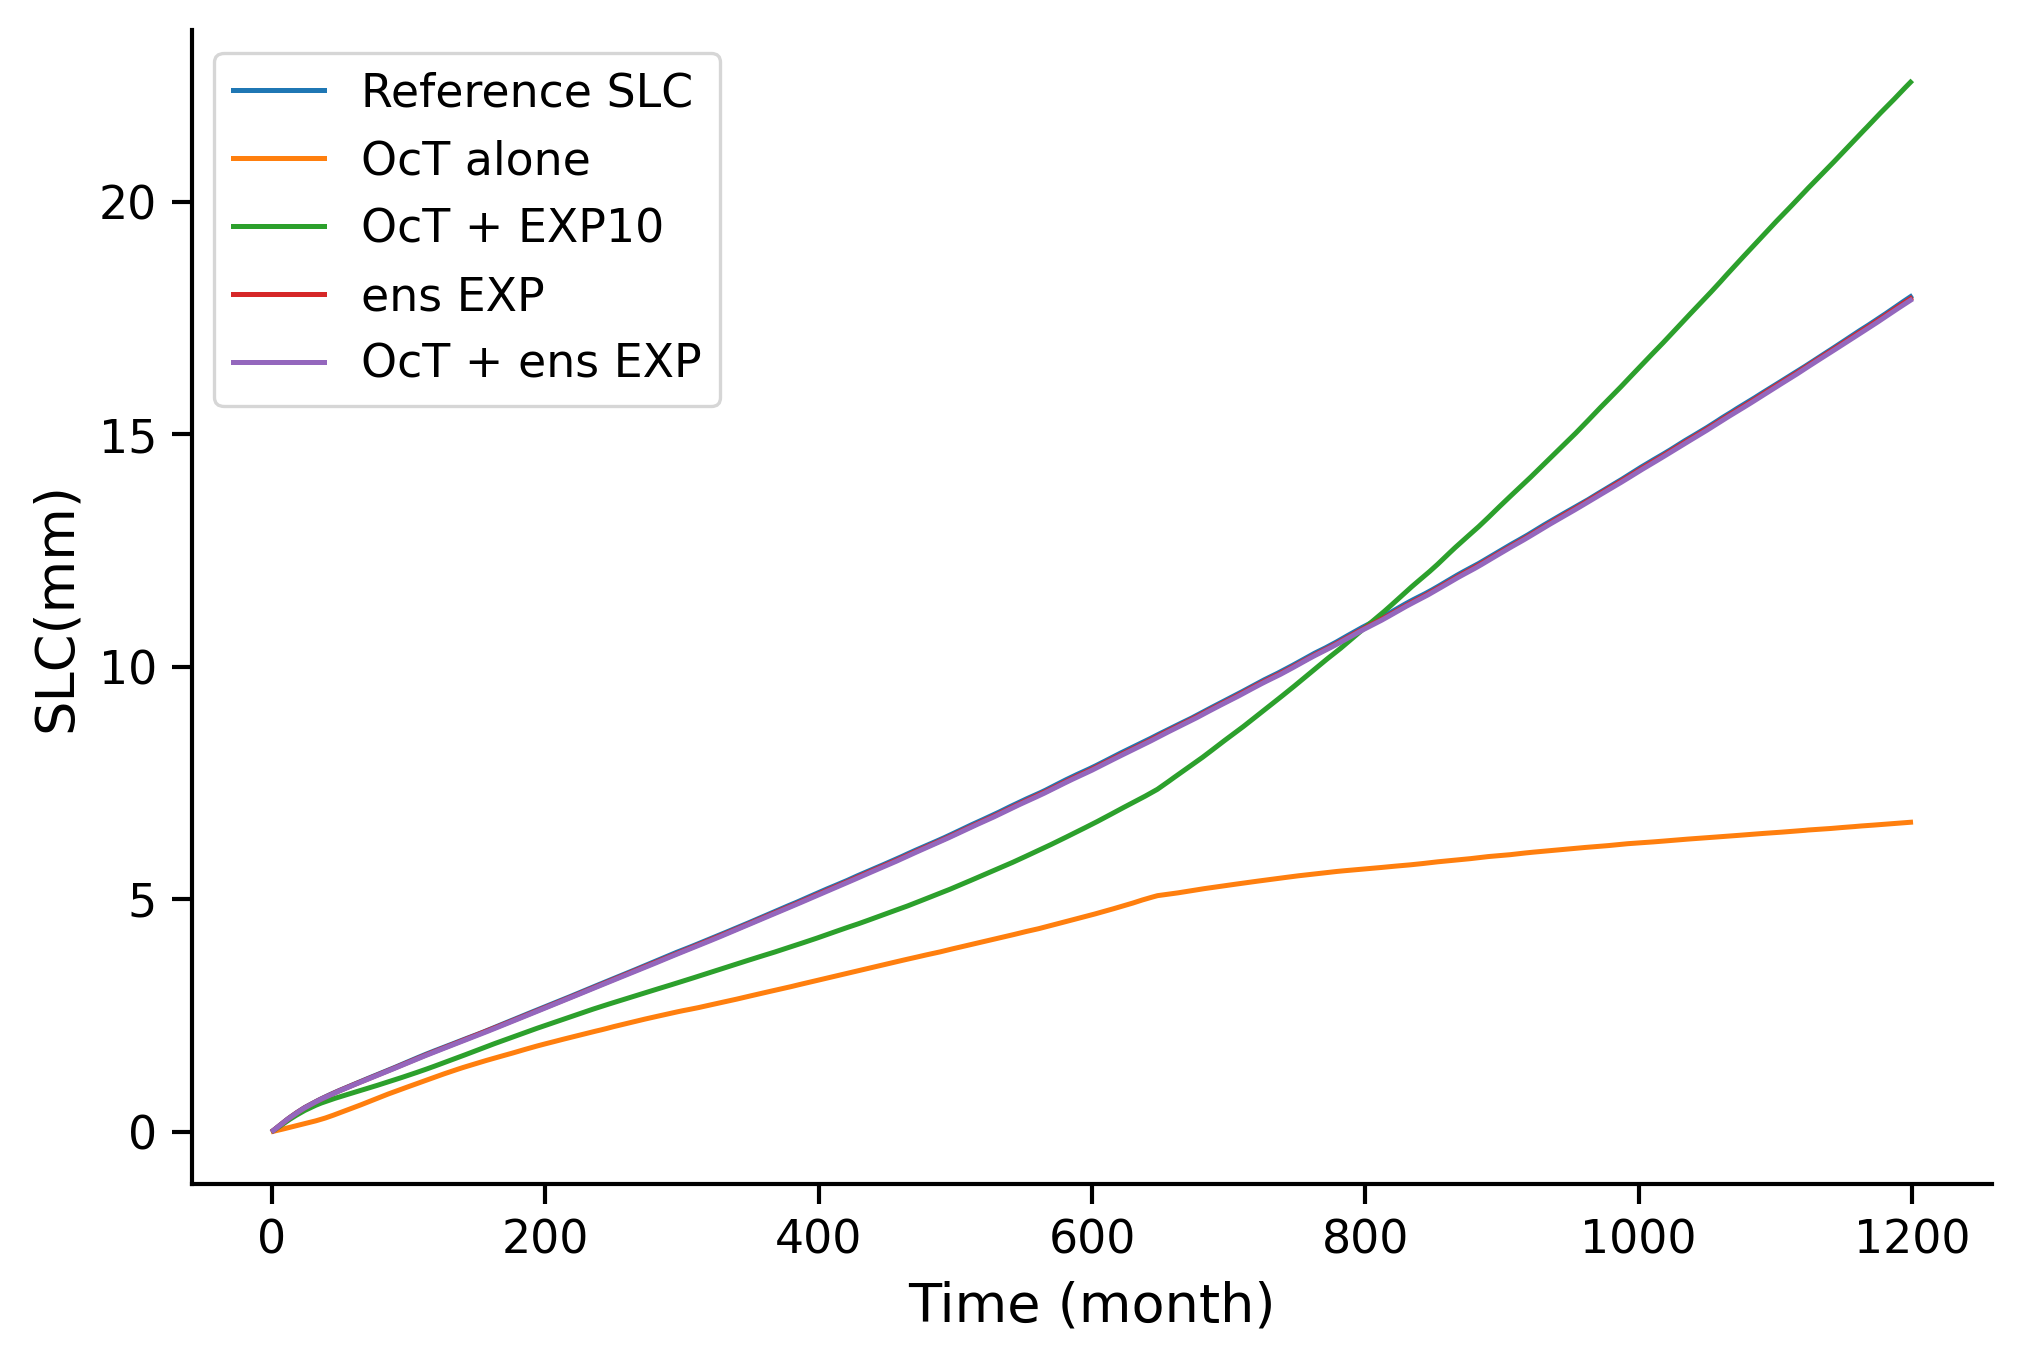 Reference SLC
OcT alone
OcT + EXP10
ens EXP
OcT + ens EXP
SLC(mm)
20
15
10
5
0
0 200 400 600 800 1000 1200
Time (month)